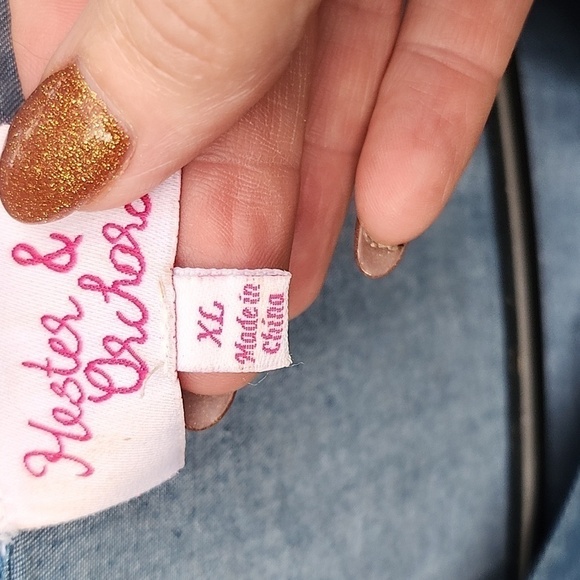 Hester &
Orchard
XL
Made in
China